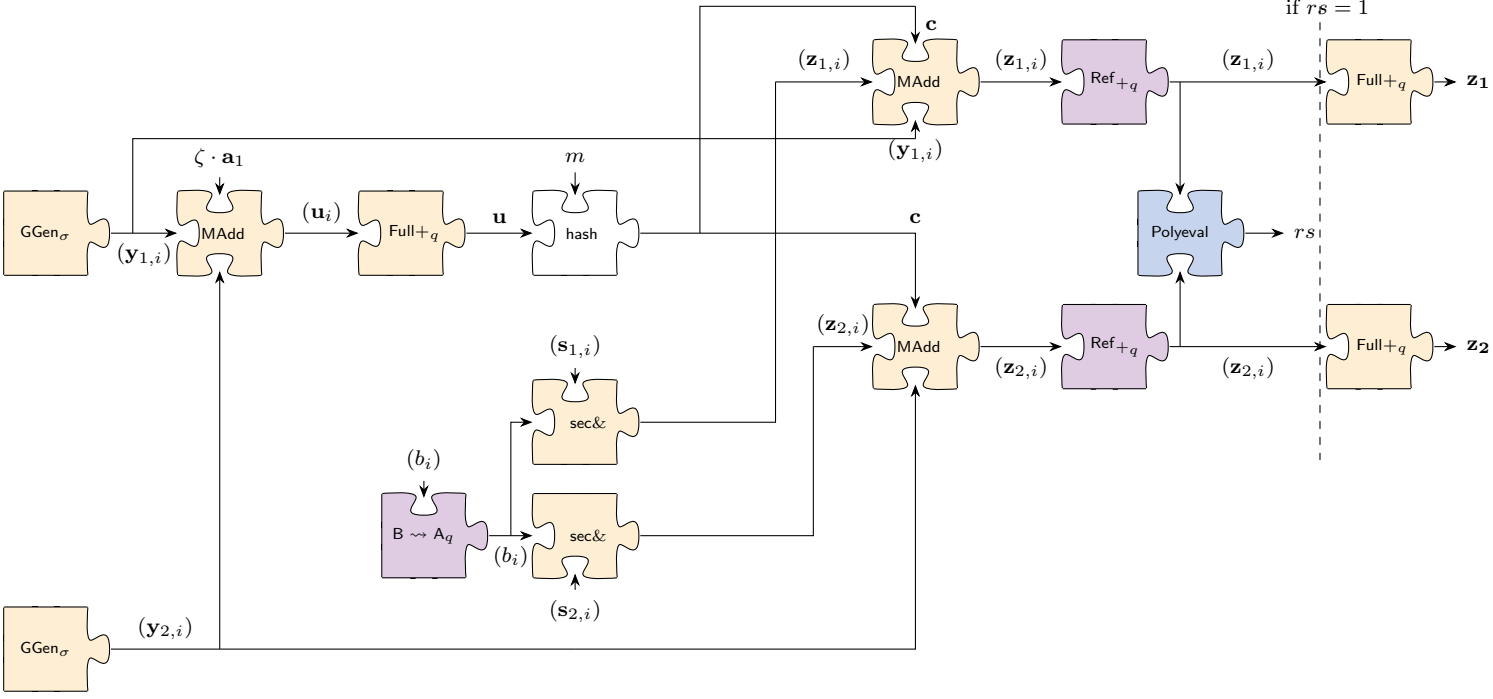 if rs = 1
c
(z₁,ᵢ)
MAdd
(z₁,ᵢ)
Ref+q
(z₁,ᵢ)
Full+q
z₁
(y₁,ᵢ)
ζ · a₁
m
GGenσ
(y₁,ᵢ)
MAdd
(uᵢ)
Full+q
u
hash
c
Polyeval
rs
(s₁,ᵢ)
(z₂,ᵢ)
MAdd
(z₂,ᵢ)
Ref+q
(z₂,ᵢ)
Full+q
z₂
sec&
(bᵢ)
B ⇝ Aq
(bᵢ)
sec&
(s₂,ᵢ)
GGenσ
(y₂,ᵢ)